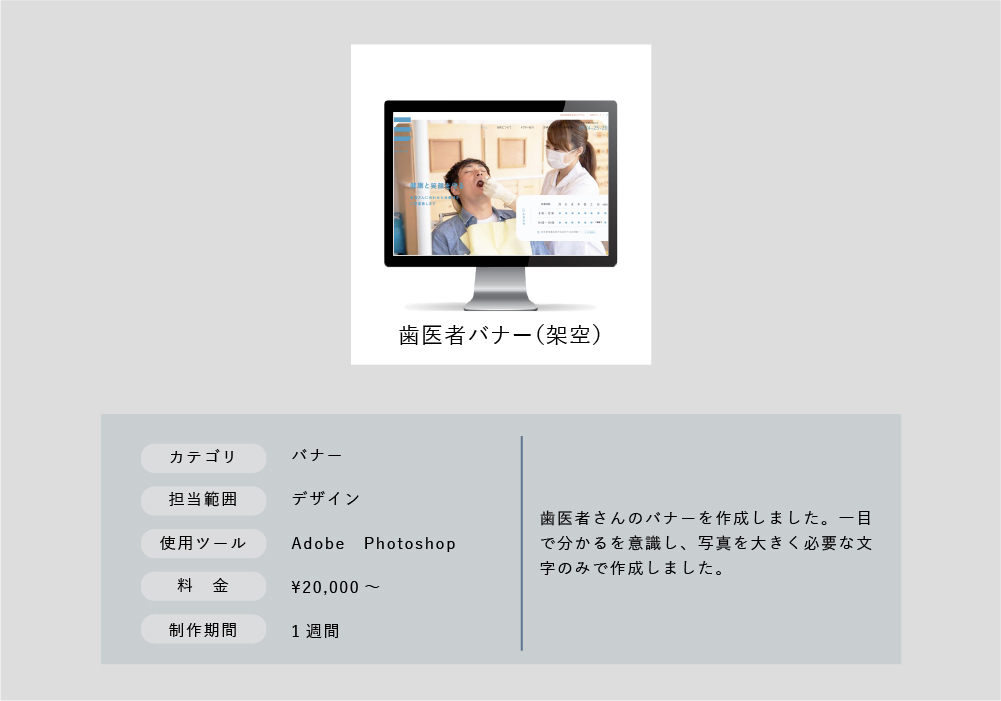 歯医者バナー（架空）
カテゴリ　バナー
担当範囲　デザイン
使用ツール　Adobe　Photoshop
料　金　¥20,000～
制作期間　1週間
歯医者さんのバナーを作成しました。一目
で分かるを意識し、写真を大きく必要な文
字のみで作成しました。